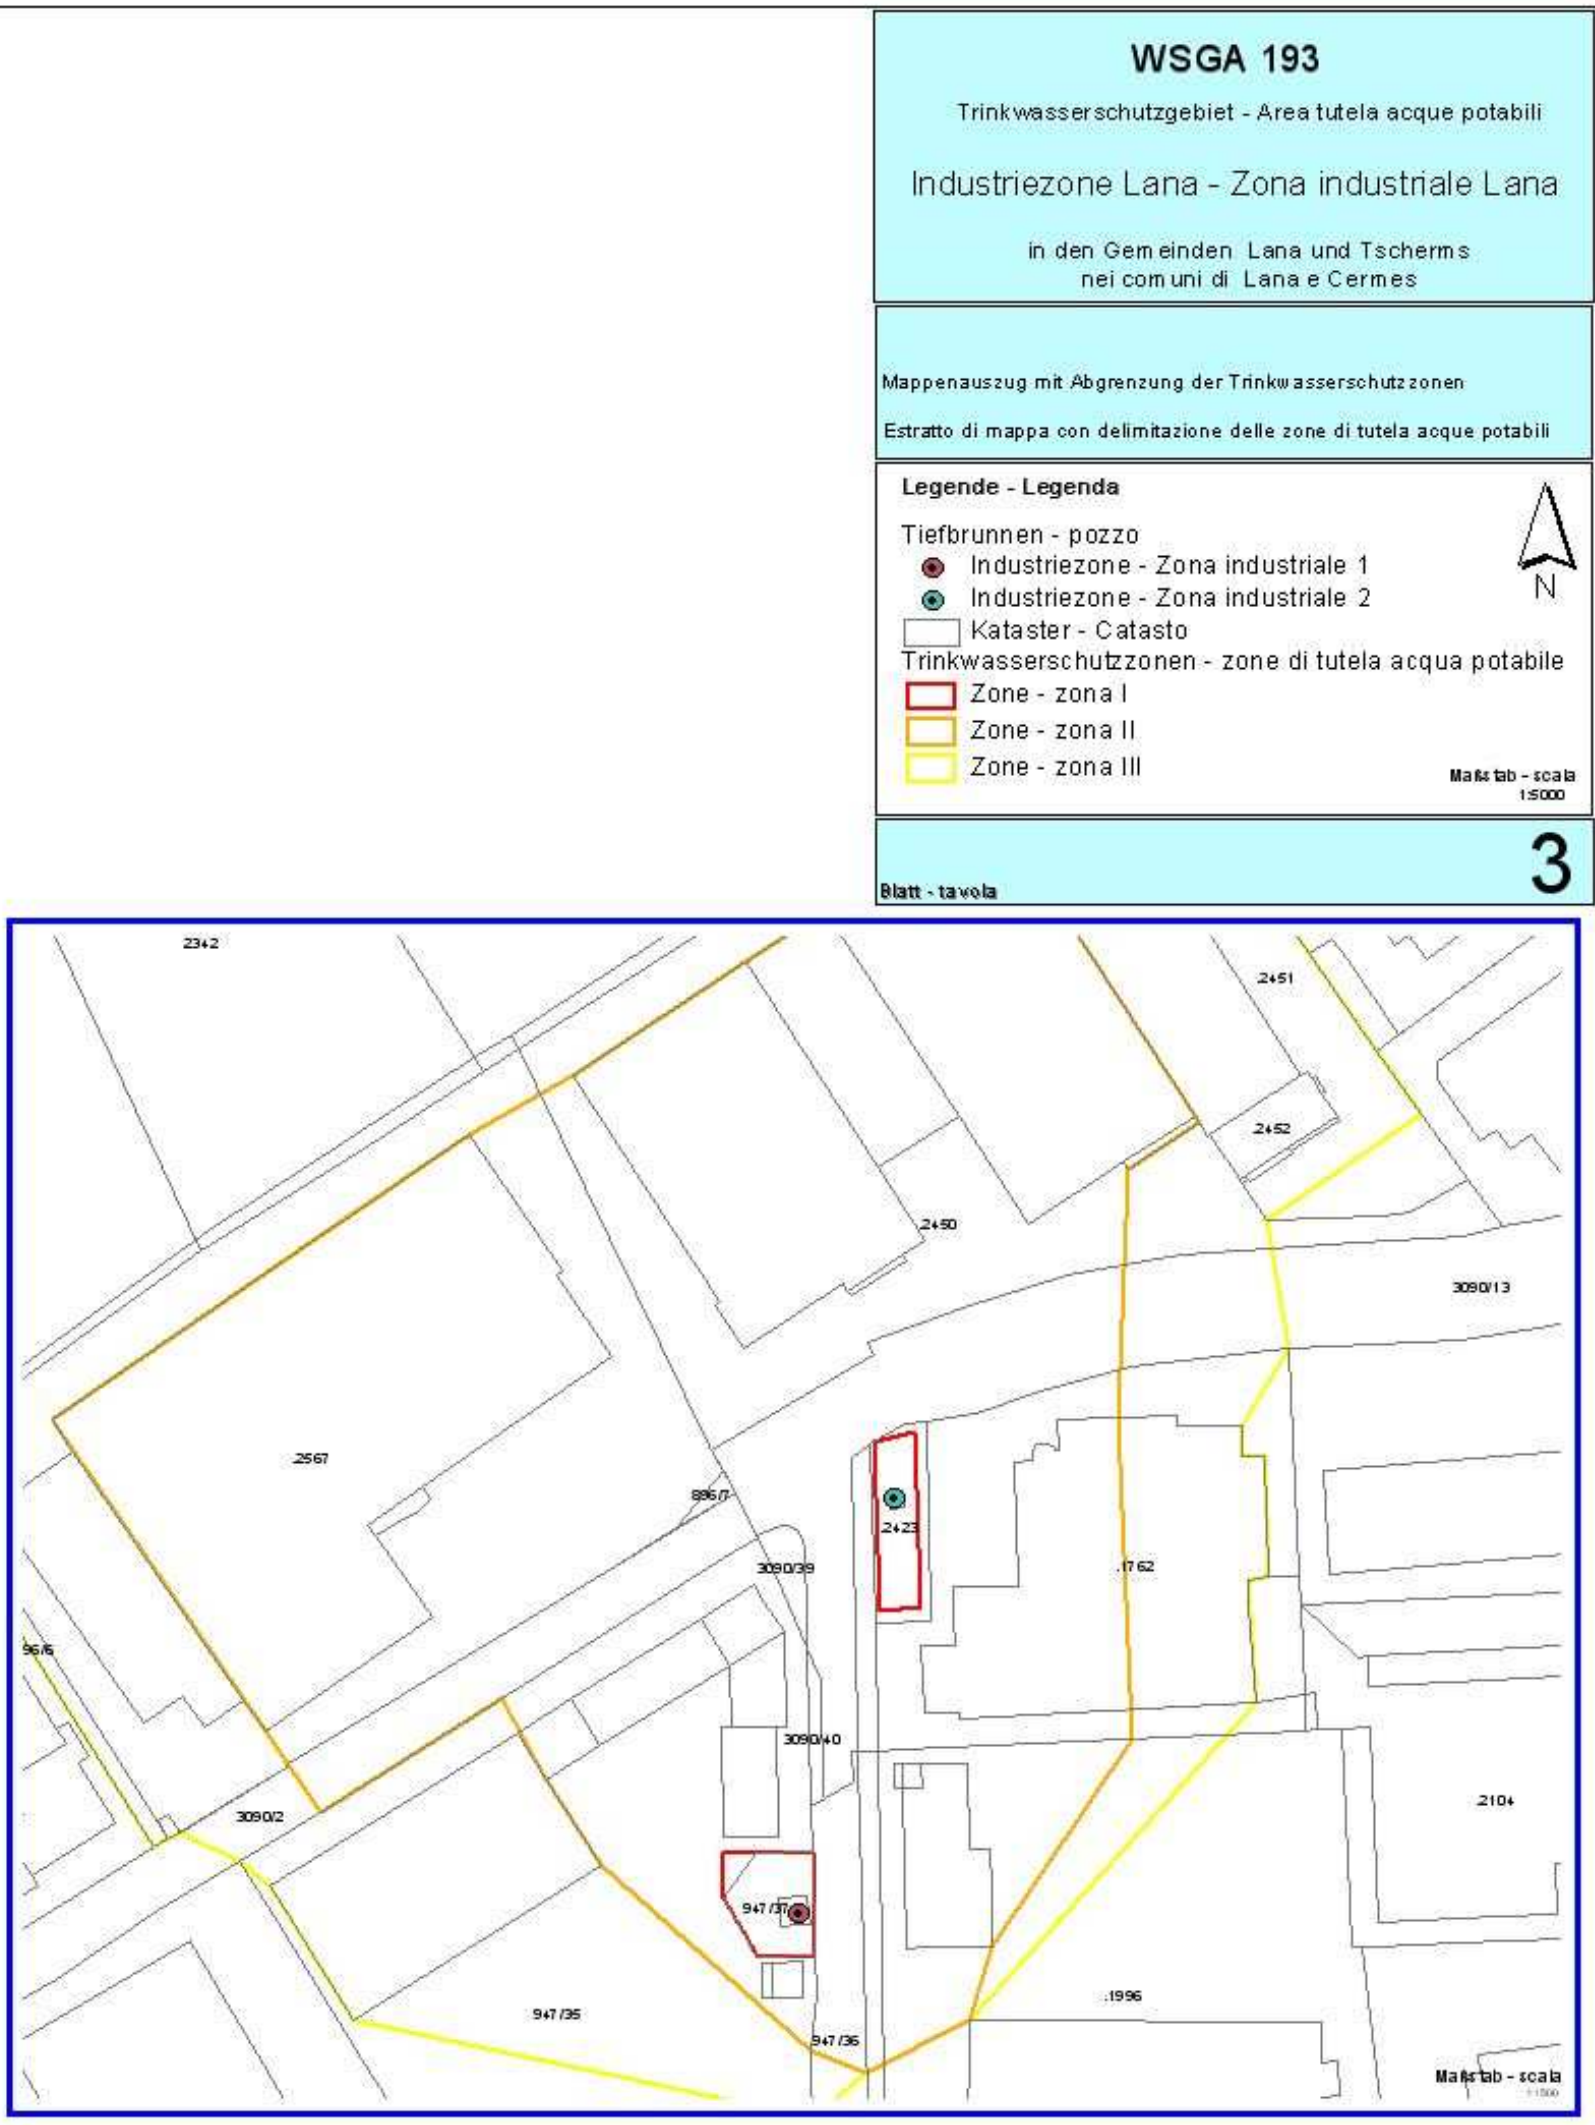 WSGA 193
Trinkwasserschutzgebiet - Area tutela acque potabili
Industriezone Lana - Zona industriale Lana
in den Gemeinden Lana und Tscherms
nei comuni di Lana e Cermes
Mappenauszug mit Abgrenzung der Trinkwasserschutzzonen
Estratto di mappa con delimitazione delle zone di tutela acque potabili
Legende - Legenda
Tiefbrunnen - pozzo
Industriezone - Zona industriale 1
Industriezone - Zona industriale 2
N
Kataster - Catasto
Trinkwasserschutzzonen - zone di tutela acqua potabile
Zone - zona I
Zone - zona II
Zone - zona III
Maßstab - scala
1:5000
3
Blatt - tavola
2342
.2451
.2452
.2450
3090/13
.2567
896/7
.2423
3090/39
.1762
96/6
3090/40
3090/2
.2104
947/37
.1996
947/35
947/36
Maßstab - scala